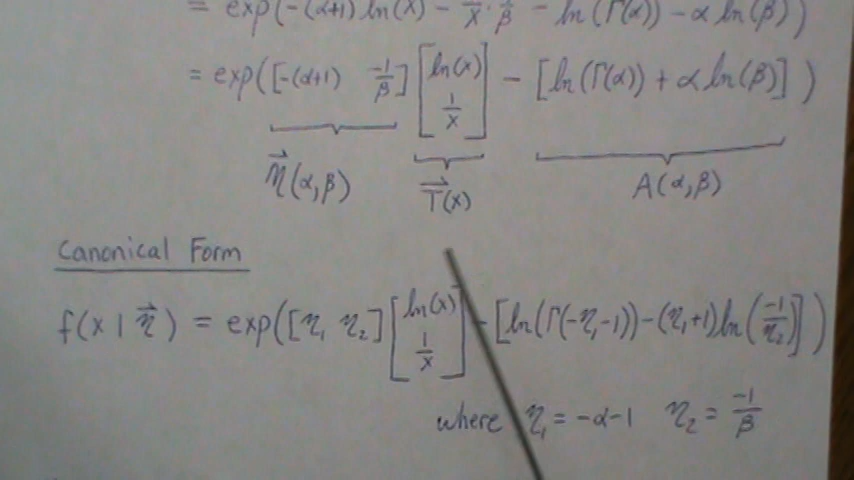 = exp(-(α+1) ln(x) - 1/x · 1/β - ln(Γ(α)) - α ln(β))
= exp([-(α+1) -1/β] [ln(x) 1/x] - [ln(Γ(α)) + α ln(β)])
η⃗(α,β) T⃗(x) A(α,β)
Canonical Form
f(x | η⃗) = exp([η₁ η₂] [ln(x) 1/x] - [ln(Γ(-η₁-1)) - (η₁+1) ln(-1/η₂)])
where η₁ = -α-1 η₂ = -1/β